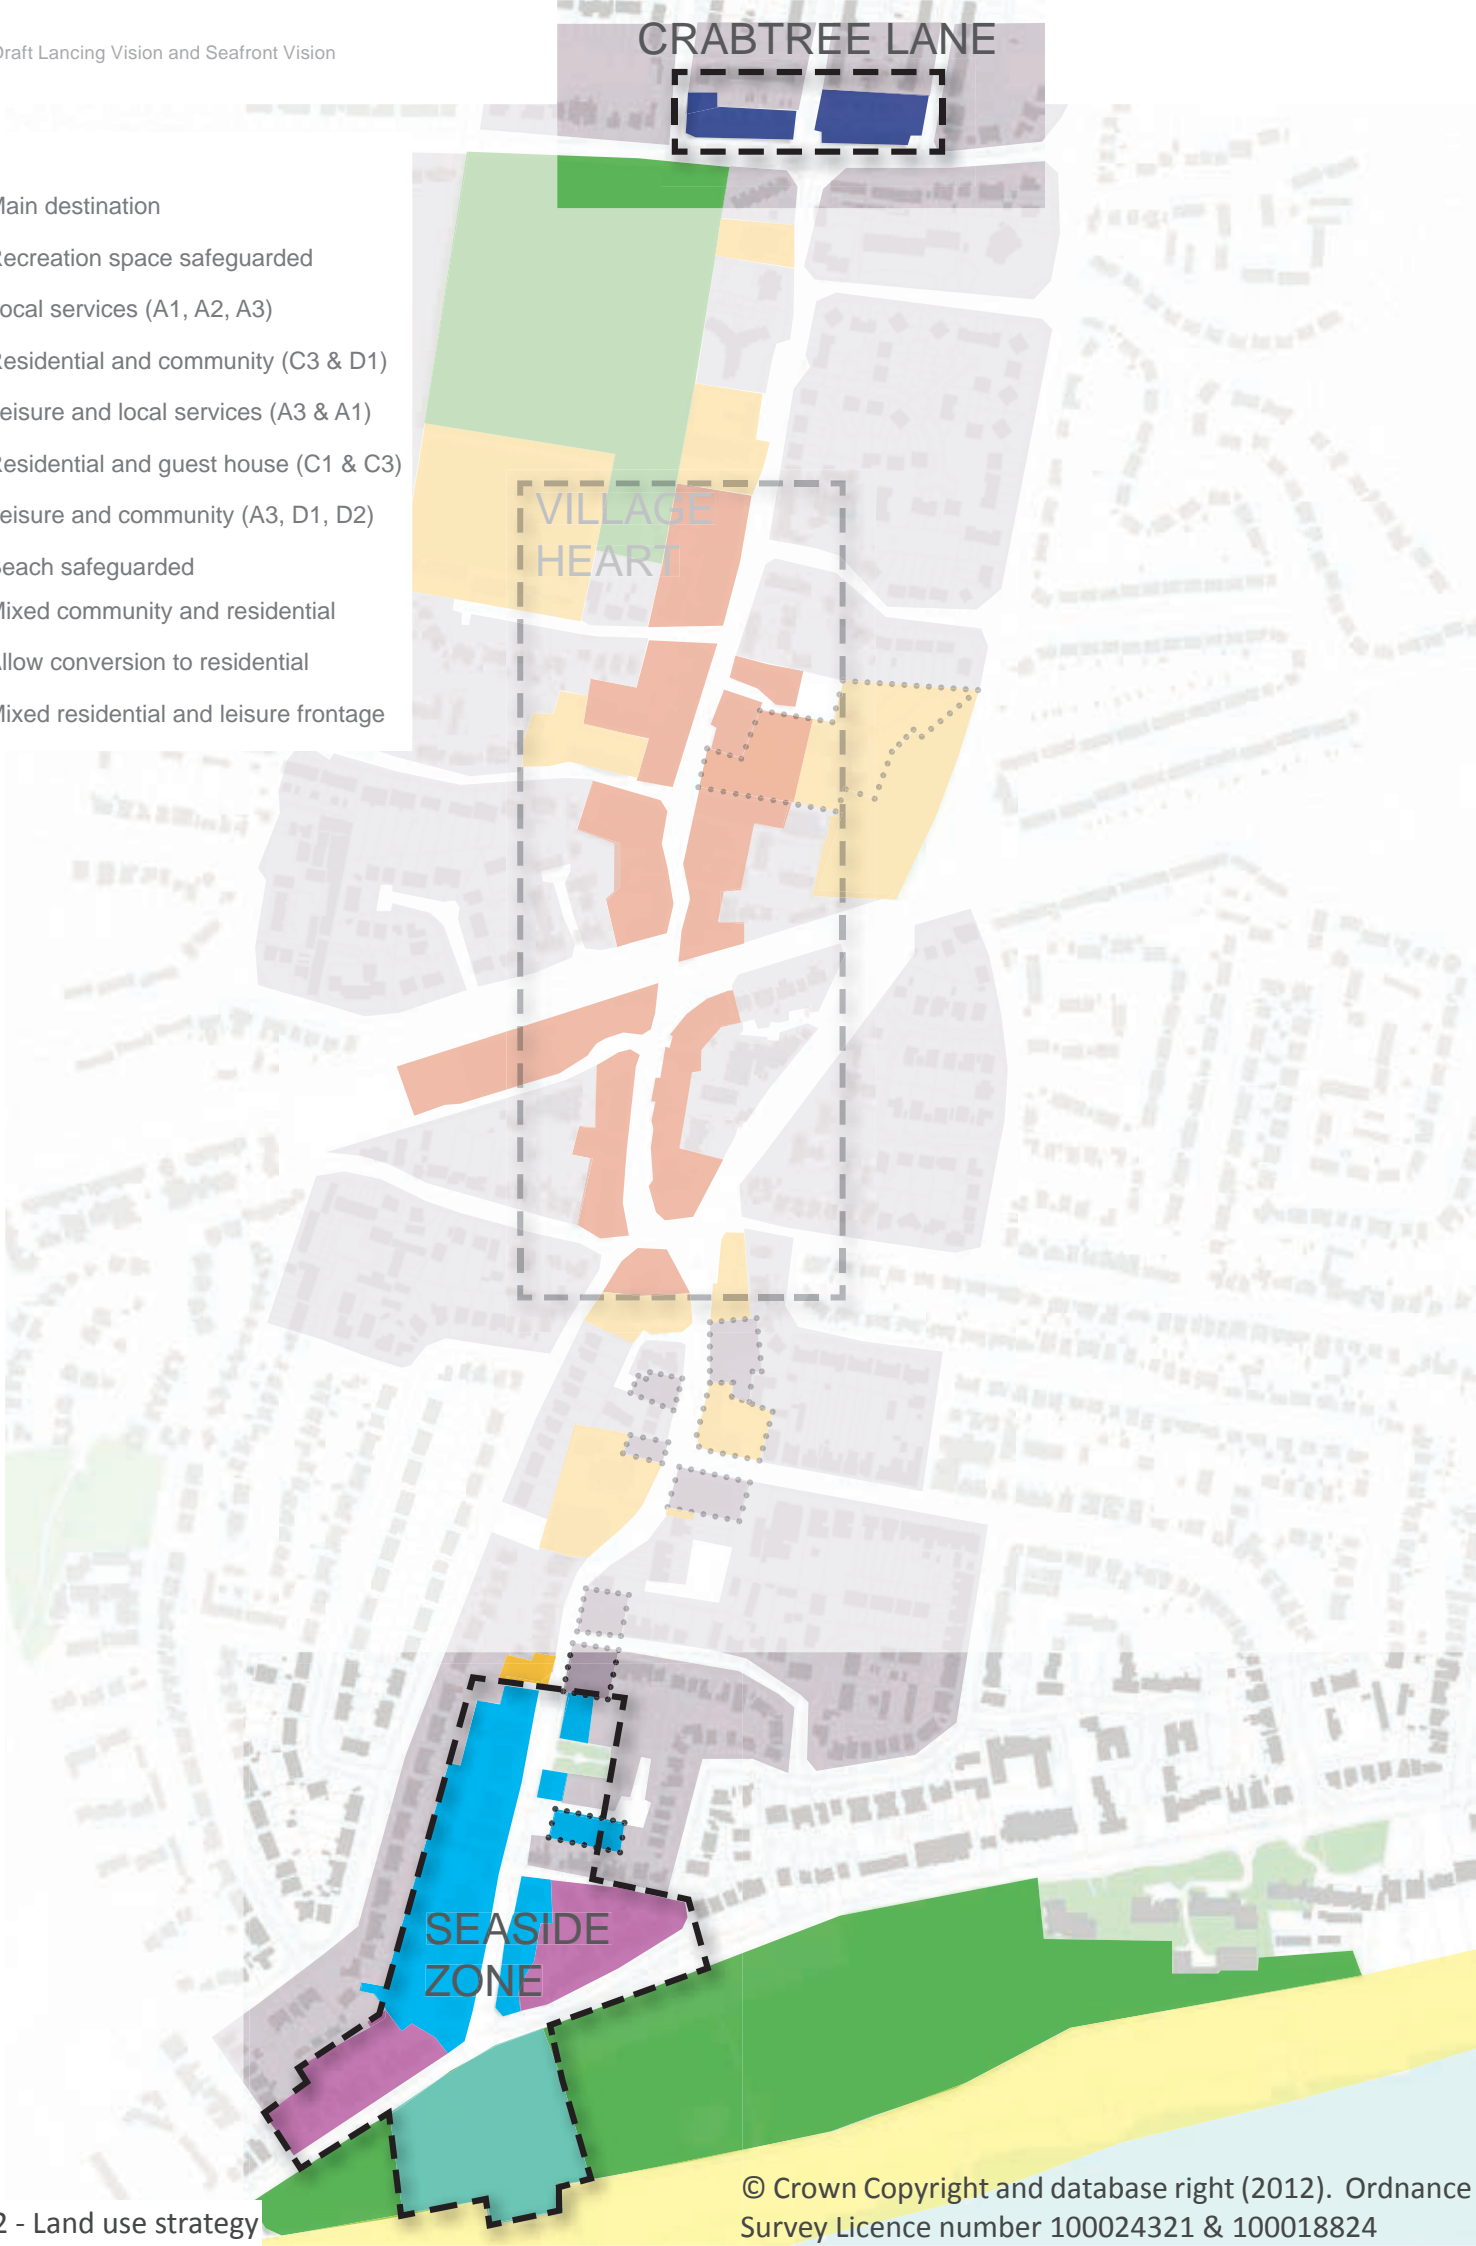 Draft Lancing Vision and Seafront Vision
CRABTREE LANE
Main destination
Recreation space safeguarded
Local services (A1, A2, A3)
Residential and community (C3 & D1)
Leisure and local services (A3 & A1)
Residential and guest house (C1 & C3)
Leisure and community (A3, D1, D2)
Beach safeguarded
Mixed community and residential
Allow conversion to residential
Mixed residential and leisure frontage
VILLAGE
HEART
SEASIDE
ZONE
2 - Land use strategy
© Crown Copyright and database right (2012). Ordnance
Survey Licence number 100024321 & 100018824